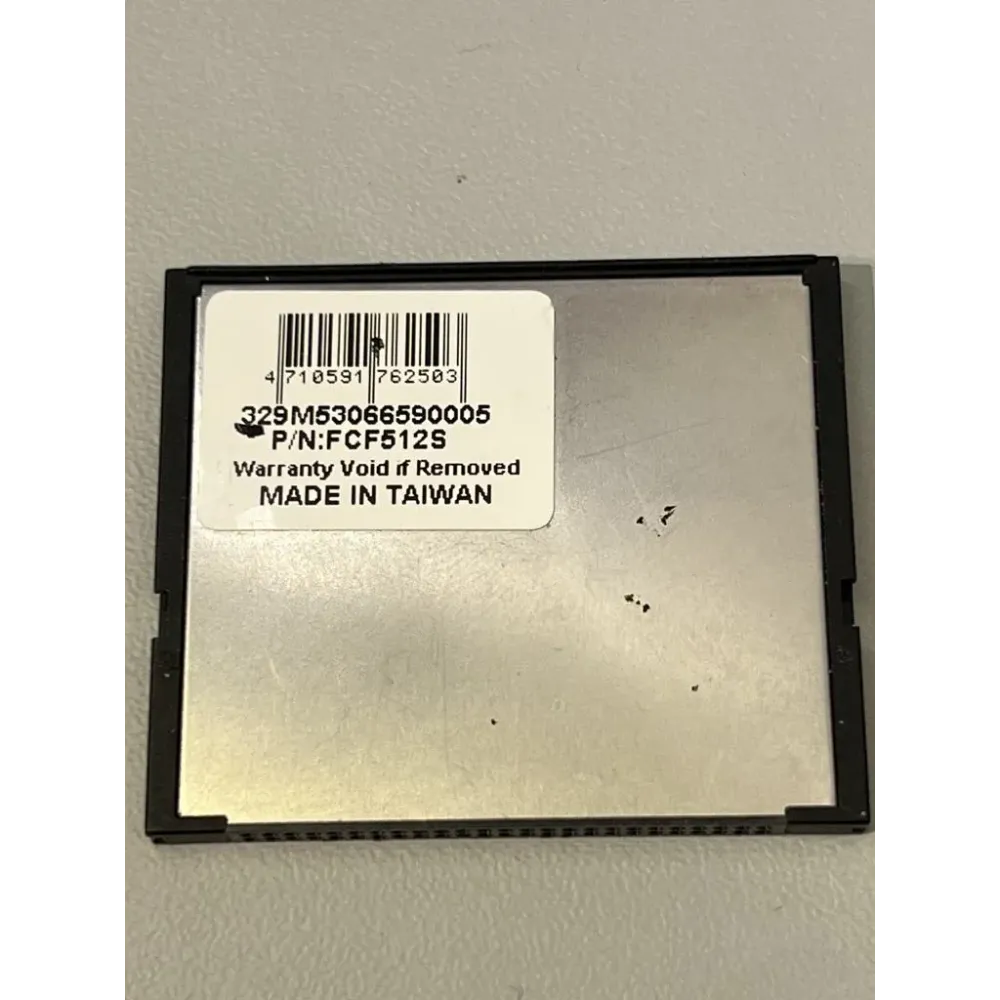 4 710591 762503
329M53066590005
P/N:FCF512S
Warranty Void if Removed
MADE IN TAIWAN